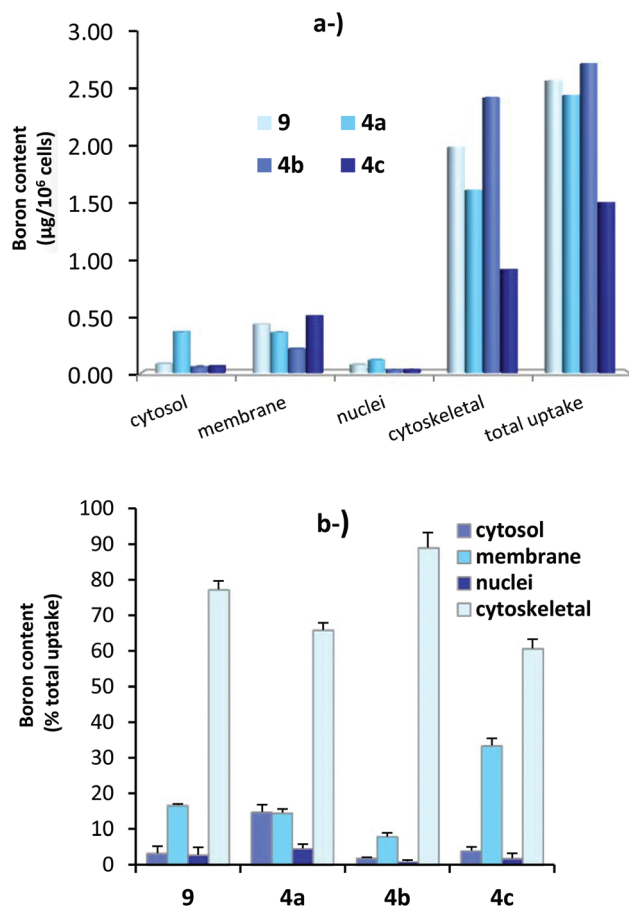 a-)
3.00
2.50
2.00
1.50
1.00
0.50
0.00
Boron content
(µg/10⁶ cells)
9 4a
4b 4c
cytosol membrane nuclei cytoskeletal total uptake
b-)
100
90
80
70
60
50
40
30
20
10
0
Boron content
(% total uptake)
cytosol
membrane
nuclei
cytoskeletal
9 4a 4b 4c